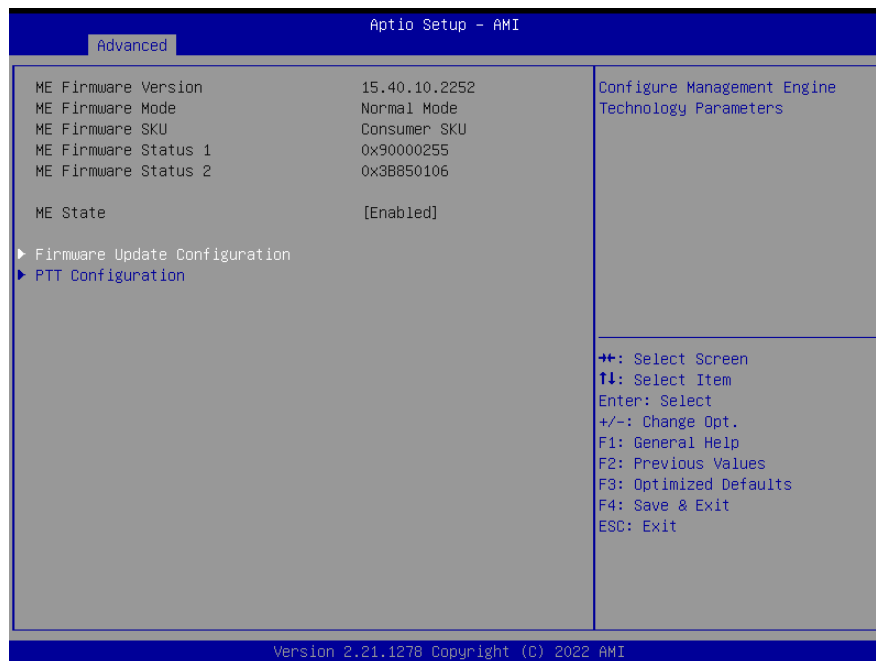 Aptio Setup – AMI
Advanced
ME Firmware Version 15.40.10.2252
ME Firmware Mode Normal Mode
ME Firmware SKU Consumer SKU
ME Firmware Status 1 0x90000255
ME Firmware Status 2 0x3B850106
ME State [Enabled]
▶ Firmware Update Configuration
▶ PTT Configuration
Configure Management Engine
Technology Parameters
→←: Select Screen
↑↓: Select Item
Enter: Select
+/-: Change Opt.
F1: General Help
F2: Previous Values
F3: Optimized Defaults
F4: Save & Exit
ESC: Exit
Version 2.21.1278 Copyright (C) 2022 AMI